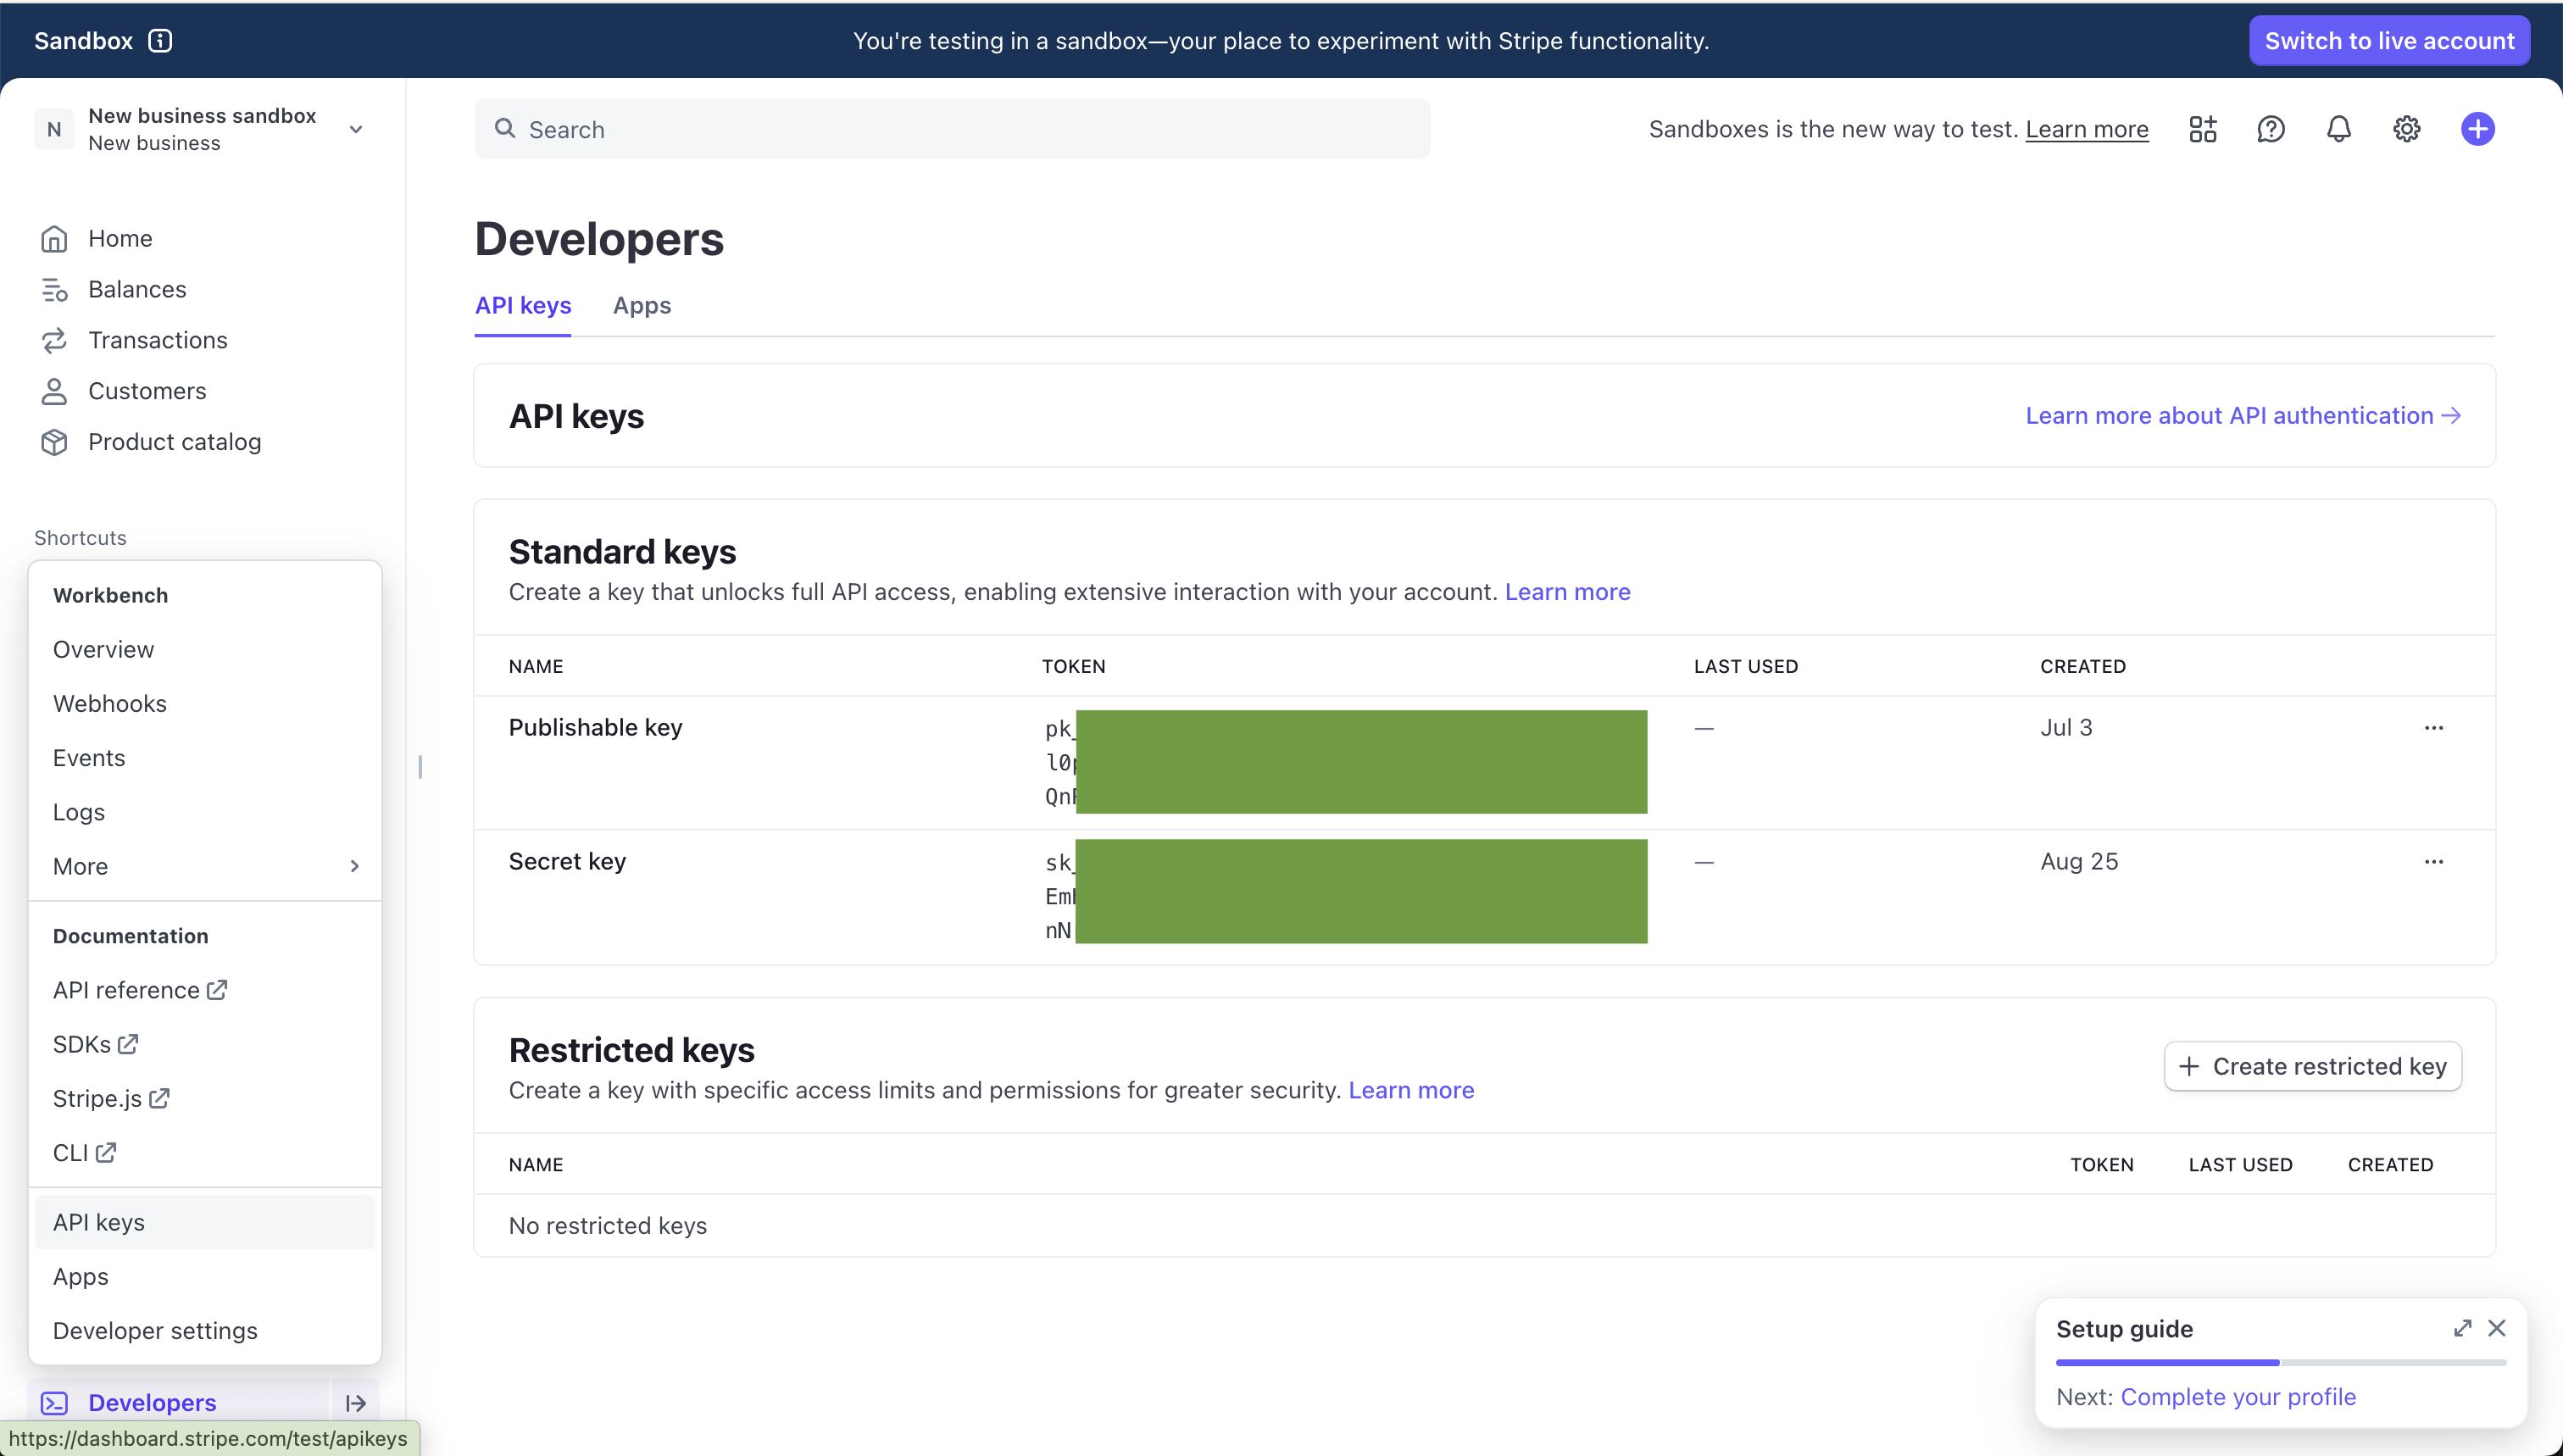 Sandbox
You're testing in a sandbox—your place to experiment with Stripe functionality.
Switch to live account
N
New business sandbox
New business
Search
Sandboxes is the new way to test. Learn more
Home
Balances
Transactions
Customers
Product catalog
Shortcuts
Workbench
Overview
Webhooks
Events
Logs
More
Documentation
API reference
SDKs
Stripe.js
CLI
API keys
Apps
Developer settings
Developers
https://dashboard.stripe.com/test/apikeys
Developers
API keys Apps
API keys
Learn more about API authentication →
Standard keys
Create a key that unlocks full API access, enabling extensive interaction with your account. Learn more
NAME TOKEN LAST USED CREATED
Publishable key pk_ — Jul 3 ...
l0
Qn
Secret key sk_ — Aug 25 ...
Em
nN
Restricted keys
Create a key with specific access limits and permissions for greater security. Learn more
+ Create restricted key
NAME TOKEN LAST USED CREATED
No restricted keys
Setup guide
Next: Complete your profile